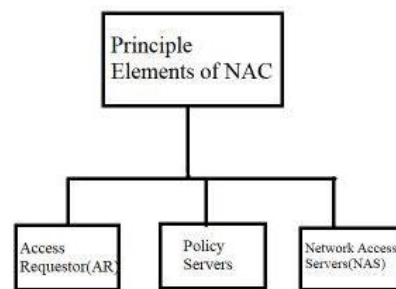 Principle
Elements of NAC
Access
Requestor(AR)
Policy
Servers
Network Access
Servers(NAS)